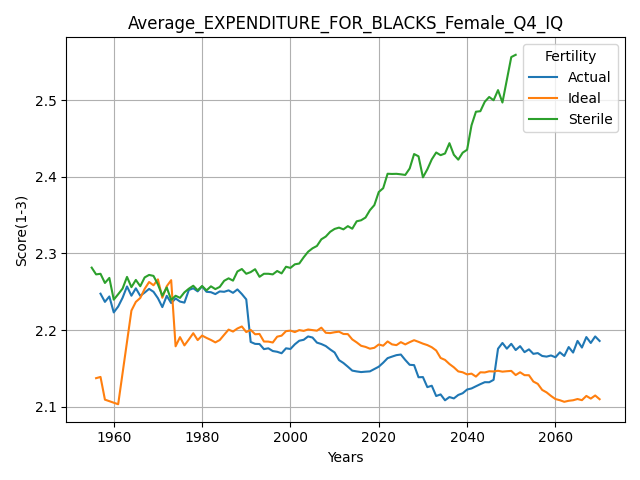 Average_EXPENDITURE_FOR_BLACKS_Female_Q4_IQ
Fertility
Actual
Ideal
Sterile
Score(1-3)
2.5
2.4
2.3
2.2
2.1
1960 1980 2000 2020 2040 2060
Years